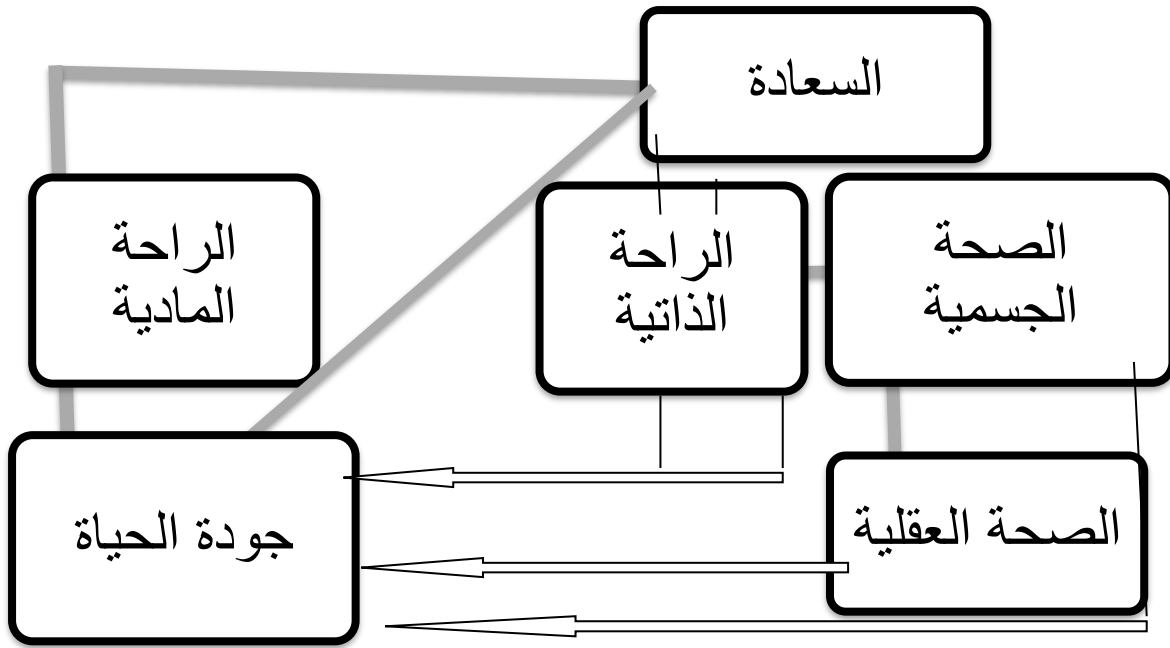 السعادة
الصحة
الجسمية
الراحة
الذاتية
الراحة
المادية
الصحة العقلية
جودة الحياة